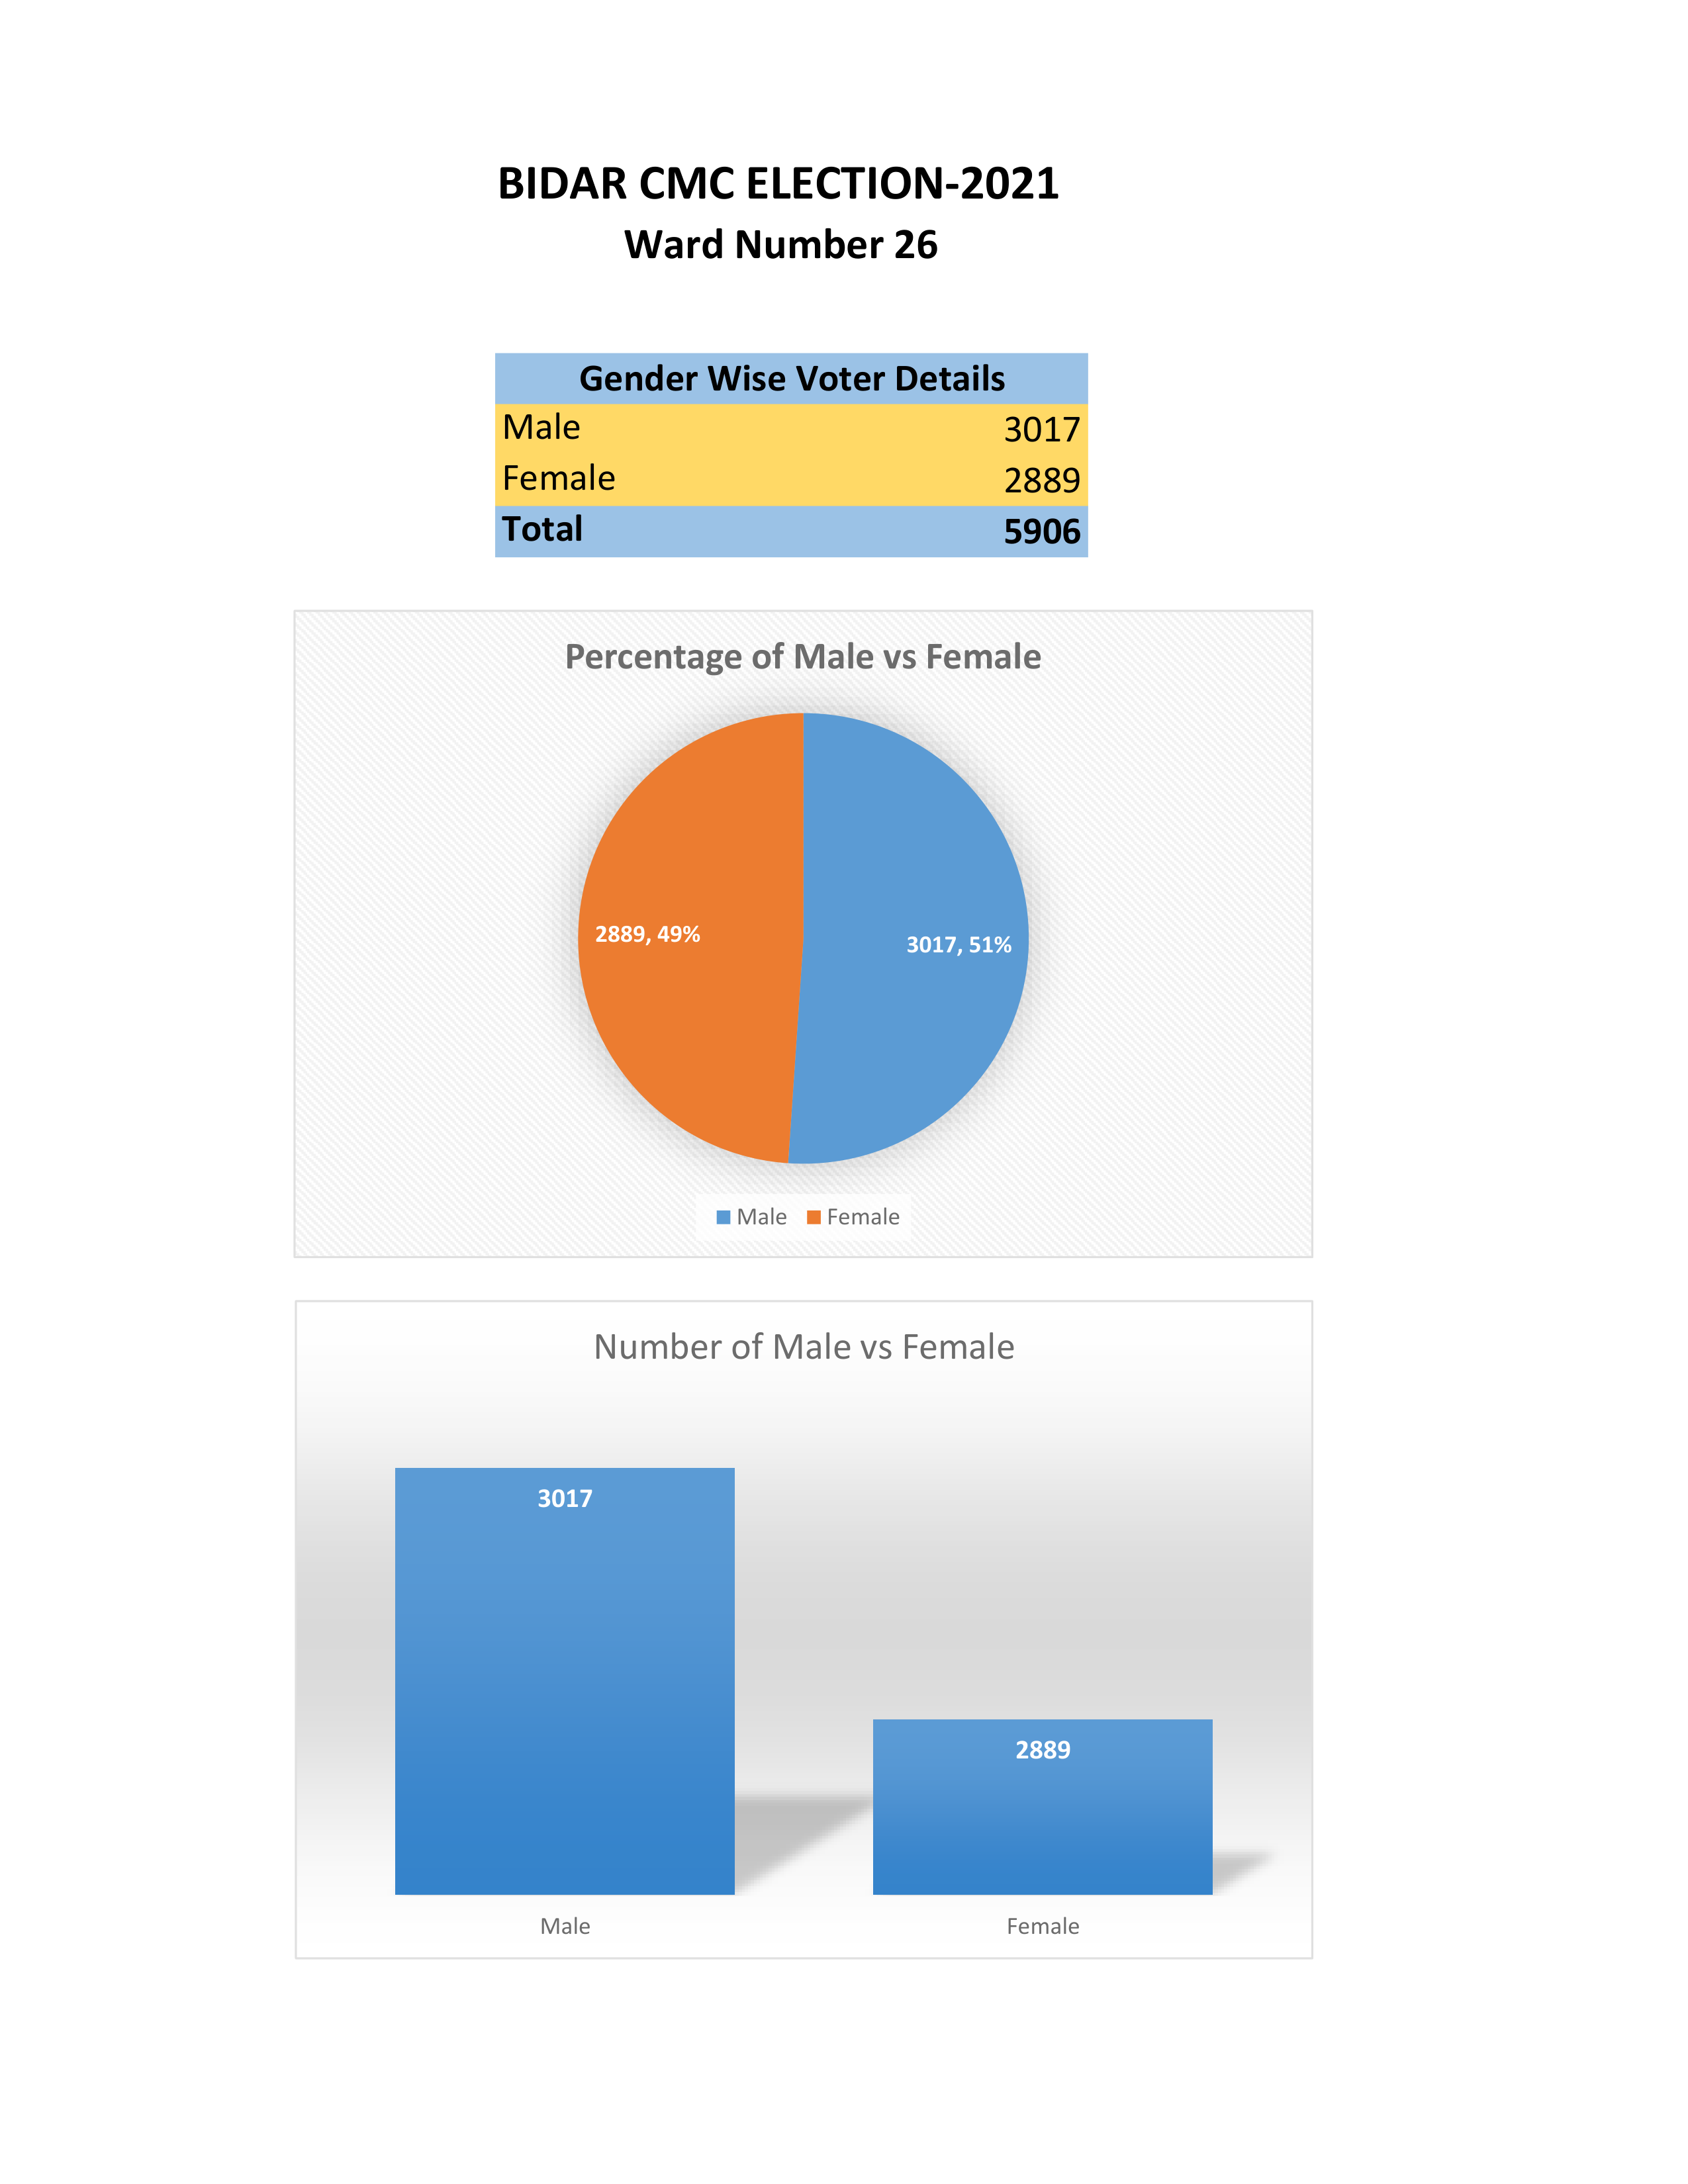 BIDAR CMC ELECTION-2021
Ward Number 26
Gender Wise Voter Details
Male 3017
Female 2889
Total 5906
Percentage of Male vs Female
2889, 49%
3017, 51%
Male Female
Number of Male vs Female
3017
2889
Male Female